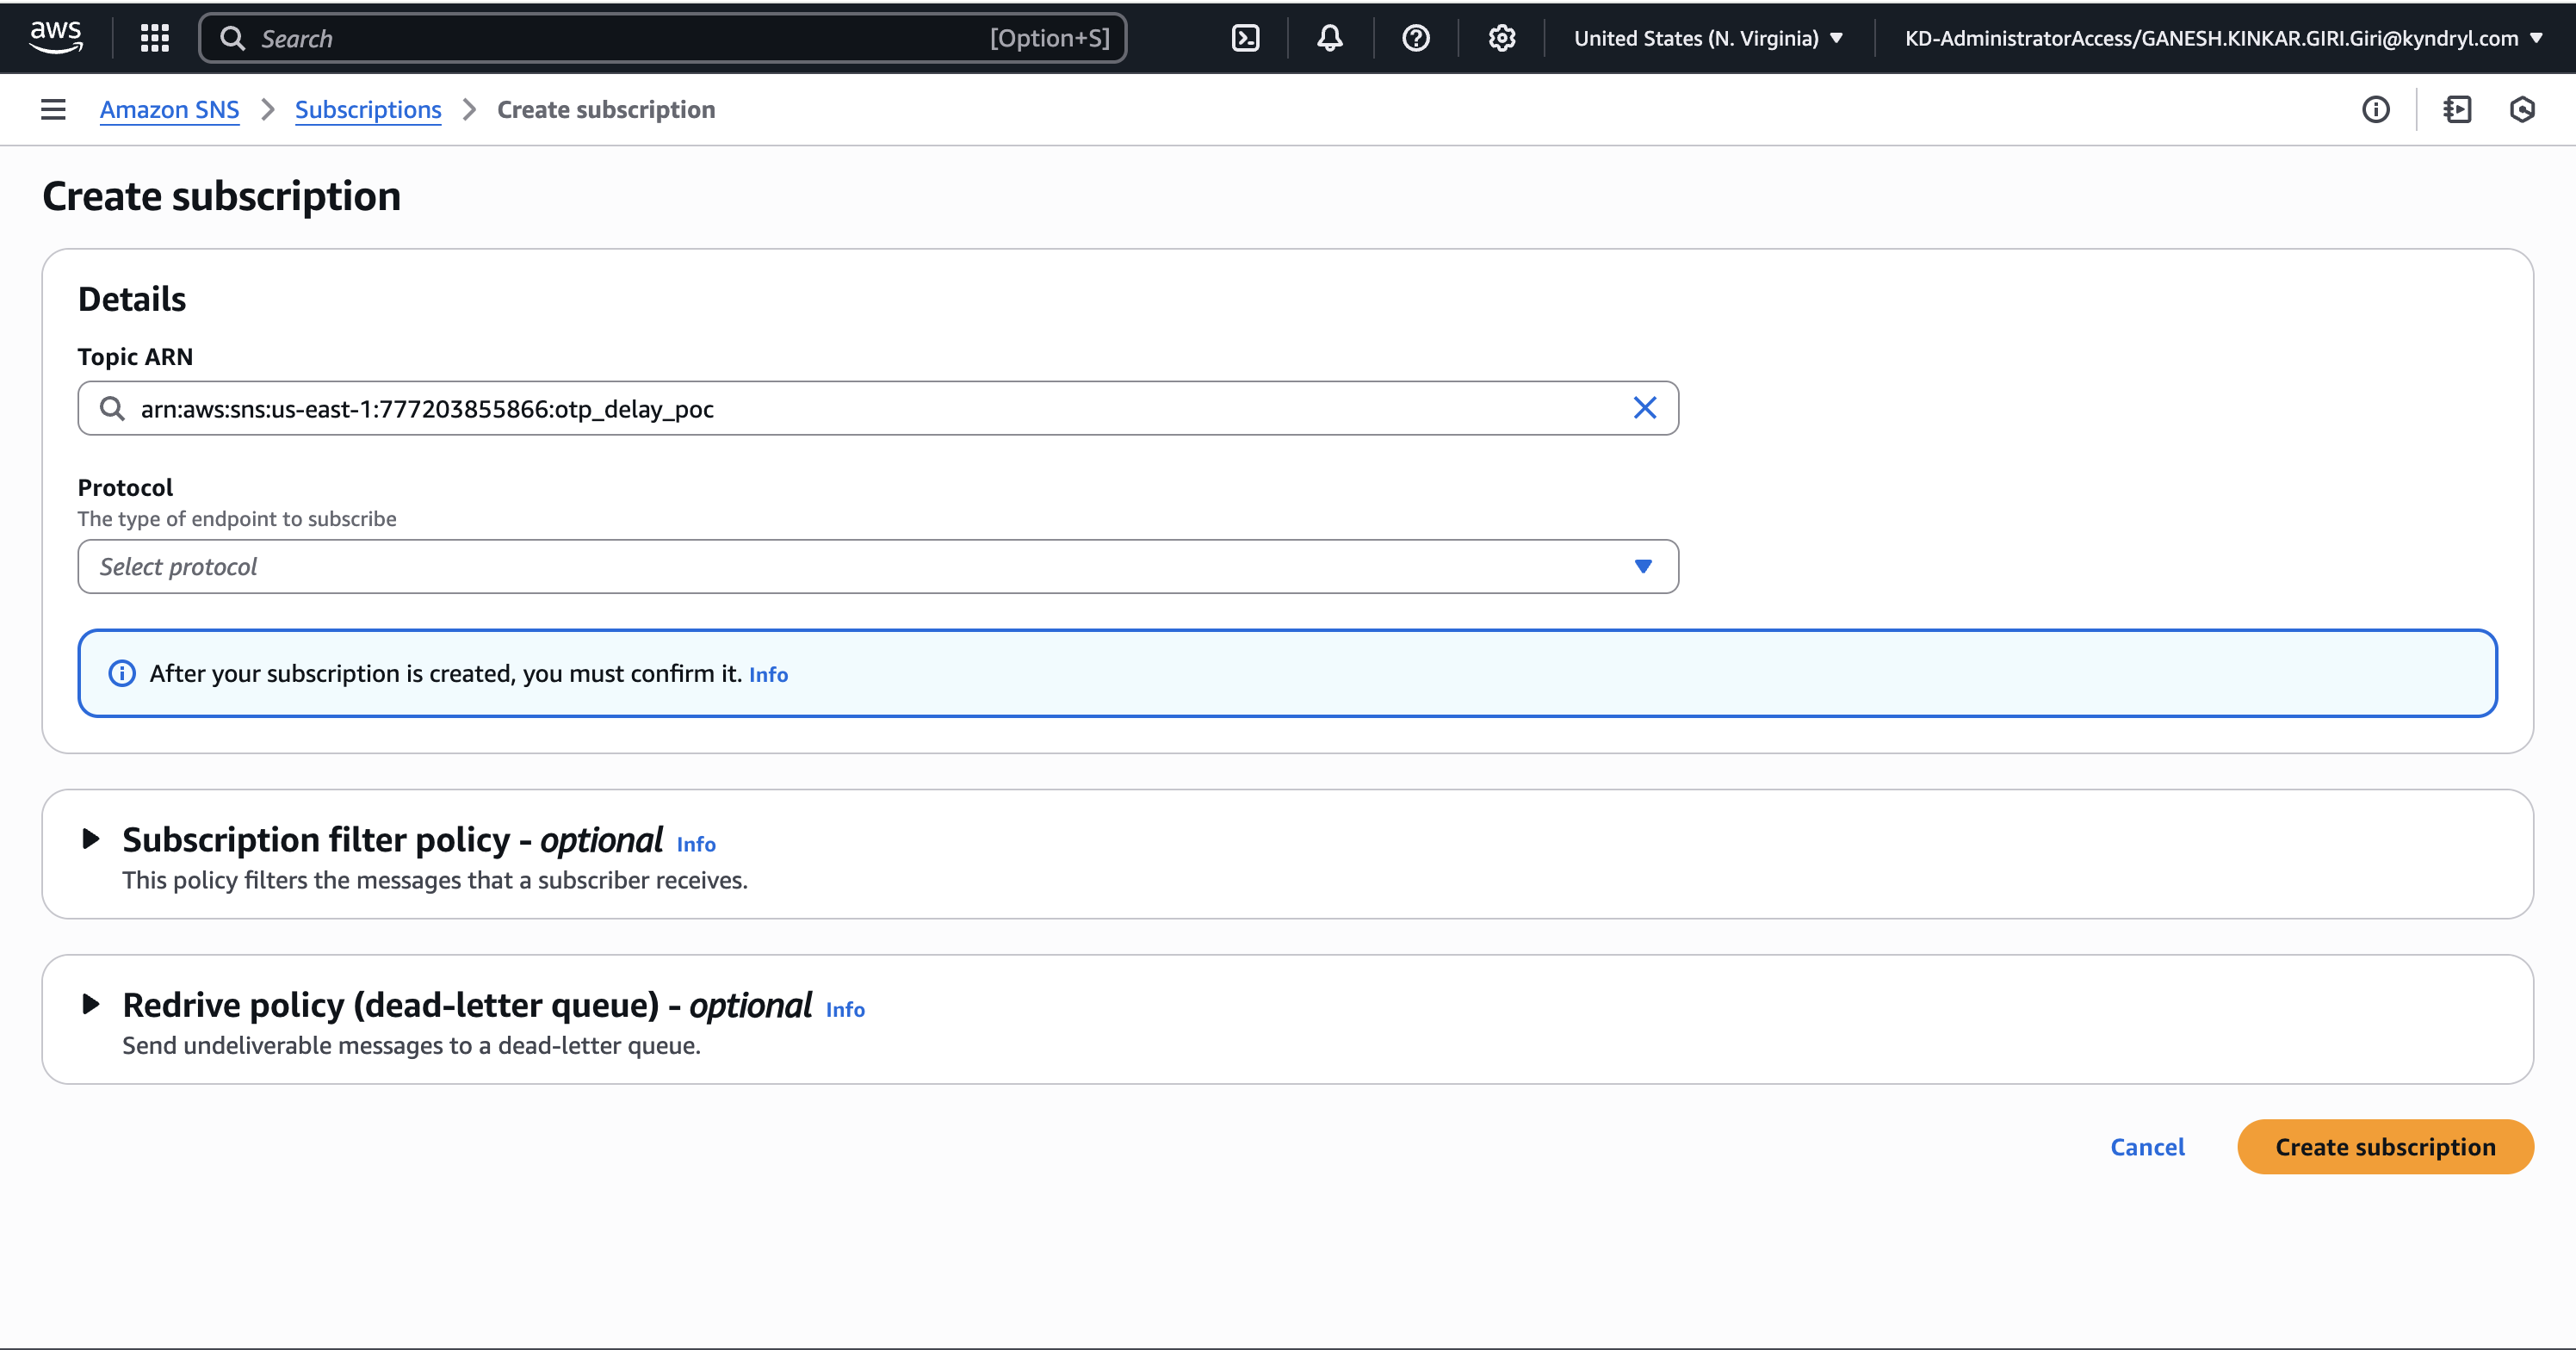 aws
Search [Option+S] United States (N. Virginia) KD-AdministratorAccess/GANESH.KINKAR.GIRI.Giri@kyndryl.com
Amazon SNS Subscriptions Create subscription
Create subscription
Details
Topic ARN
arn:aws:sns:us-east-1:777203855866:otp_delay_poc
Protocol
The type of endpoint to subscribe
Select protocol
After your subscription is created, you must confirm it. Info
Subscription filter policy - optional Info
This policy filters the messages that a subscriber receives.
Redrive policy (dead-letter queue) - optional Info
Send undeliverable messages to a dead-letter queue.
Cancel Create subscription